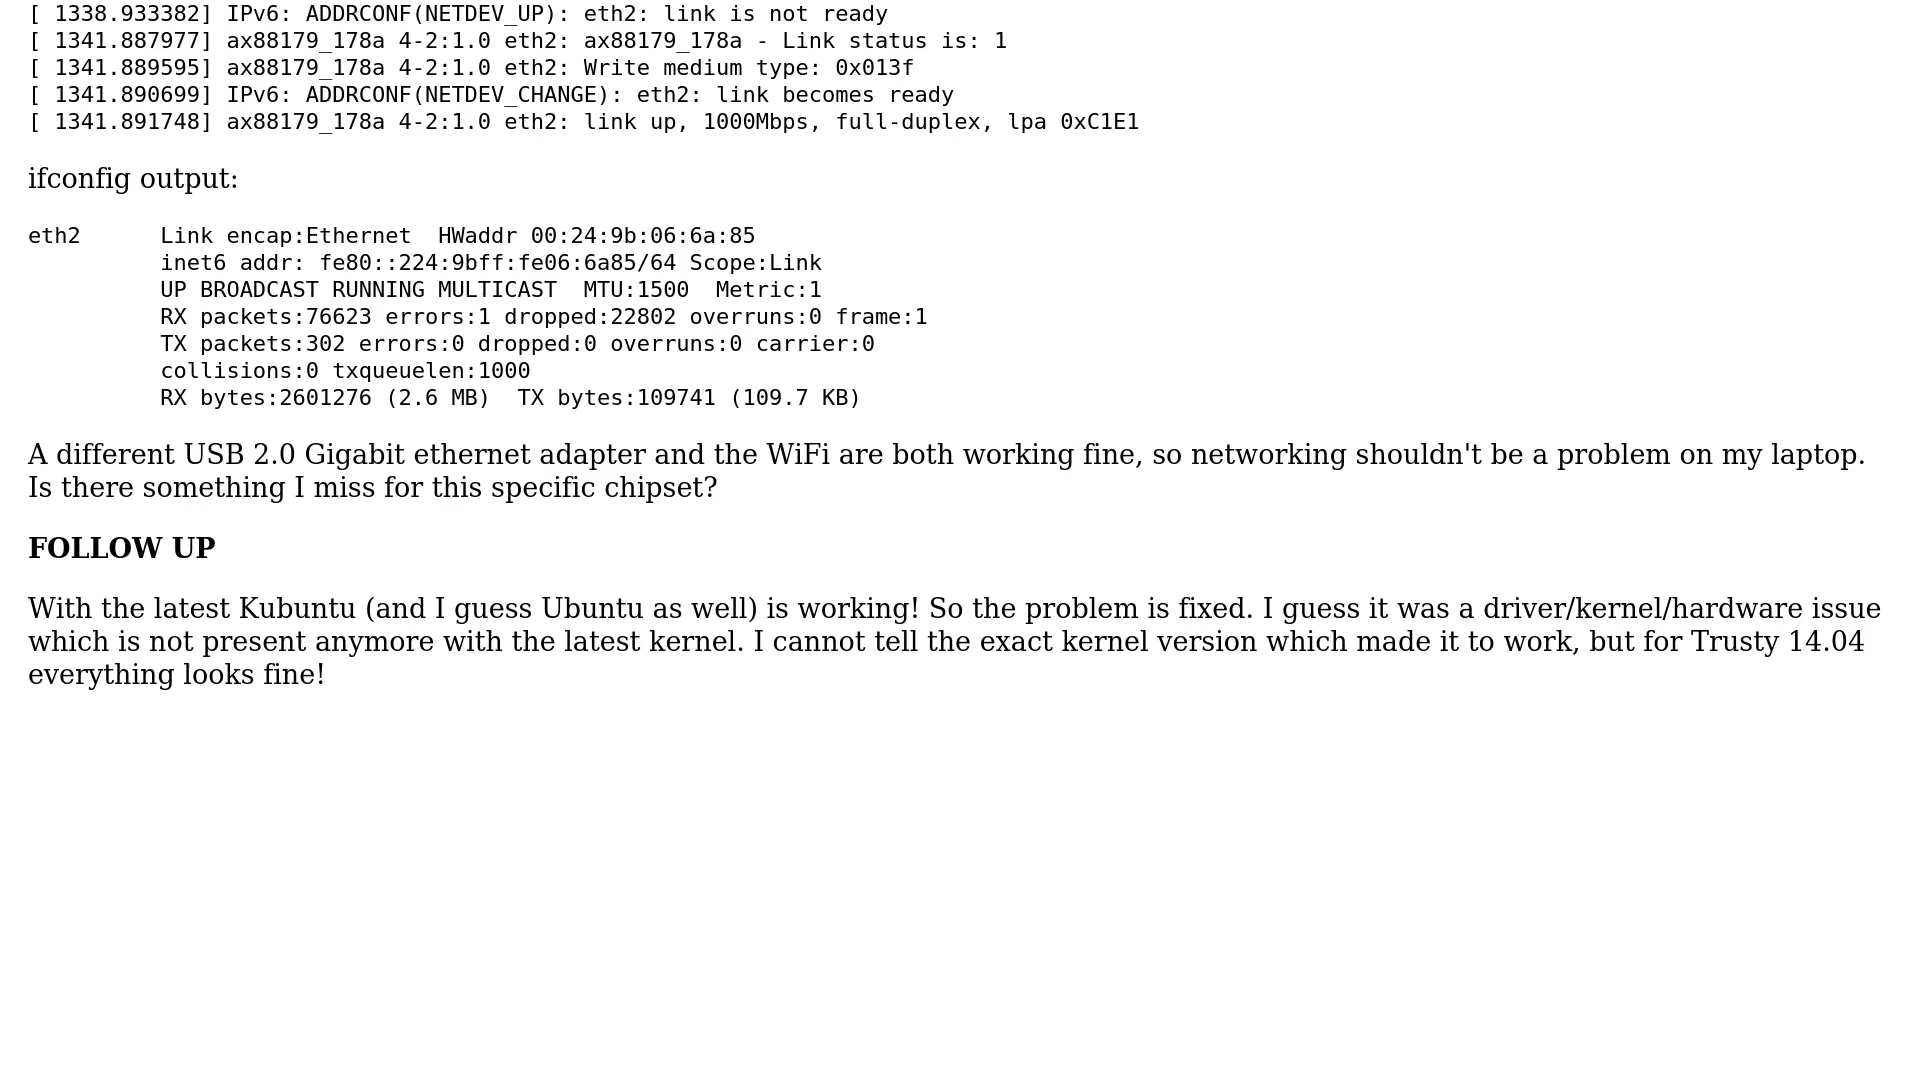 [ 1338.933382] IPv6: ADDRCONF(NETDEV_UP): eth2: link is not ready
[ 1341.887977] ax88179_178a 4-2:1.0 eth2: ax88179_178a - Link status is: 1
[ 1341.889595] ax88179_178a 4-2:1.0 eth2: Write medium type: 0x013f
[ 1341.890699] IPv6: ADDRCONF(NETDEV_CHANGE): eth2: link becomes ready
[ 1341.891748] ax88179_178a 4-2:1.0 eth2: link up, 1000Mbps, full-duplex, lpa 0xC1E1
ifconfig output:
eth2      Link encap:Ethernet  HWaddr 00:24:9b:06:6a:85
          inet6 addr: fe80::224:9bff:fe06:6a85/64 Scope:Link
          UP BROADCAST RUNNING MULTICAST  MTU:1500  Metric:1
          RX packets:76623 errors:1 dropped:22802 overruns:0 frame:1
          TX packets:302 errors:0 dropped:0 overruns:0 carrier:0
          collisions:0 txqueuelen:1000
          RX bytes:2601276 (2.6 MB)  TX bytes:109741 (109.7 KB)
A different USB 2.0 Gigabit ethernet adapter and the WiFi are both working fine, so networking shouldn't be a problem on my laptop.
Is there something I miss for this specific chipset?
FOLLOW UP
With the latest Kubuntu (and I guess Ubuntu as well) is working! So the problem is fixed. I guess it was a driver/kernel/hardware issue
which is not present anymore with the latest kernel. I cannot tell the exact kernel version which made it to work, but for Trusty 14.04
everything looks fine!